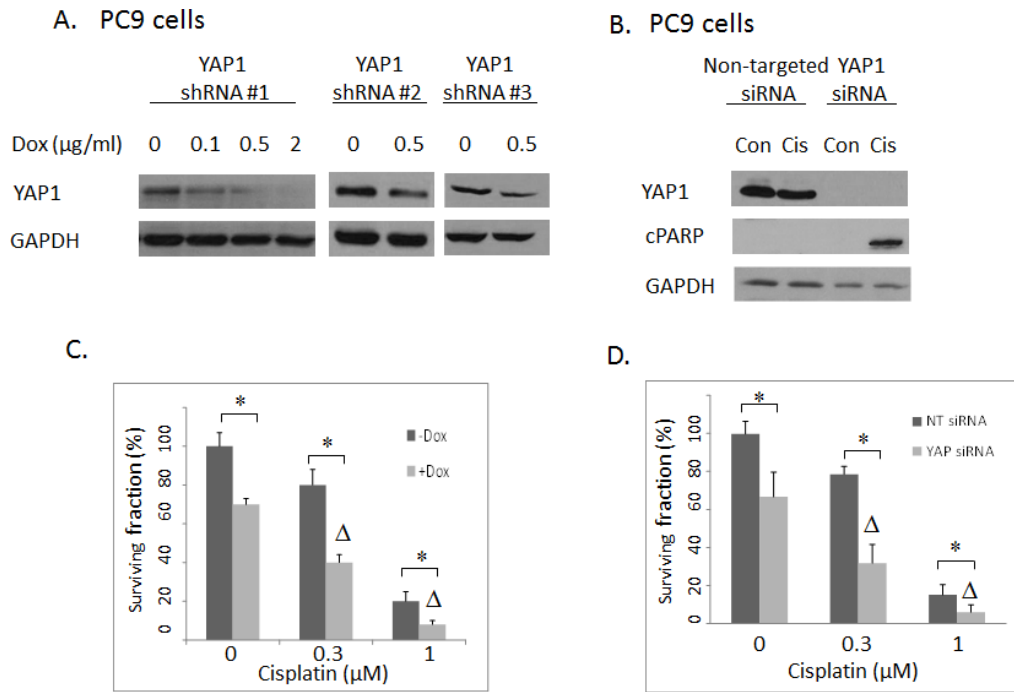 A. PC9 cells
YAP1
shRNA #1
YAP1
shRNA #2
YAP1
shRNA #3
Dox (µg/ml) 0 0.1 0.5 2 0 0.5 0 0.5
YAP1
GAPDH
B. PC9 cells
Non-targeted
siRNA
YAP1
siRNA
Con Cis Con Cis
YAP1
cPARP
GAPDH
C.
Surviving fraction (%)
100
80
60
40
20
0
*
*
*
Δ
Δ
-Dox
+Dox
0 0.3 1
Cisplatin (µM)
D.
Surviving fraction (%)
100
80
60
40
20
0
*
*
*
Δ
Δ
NT siRNA
YAP siRNA
0 0.3 1
Cisplatin (µM)